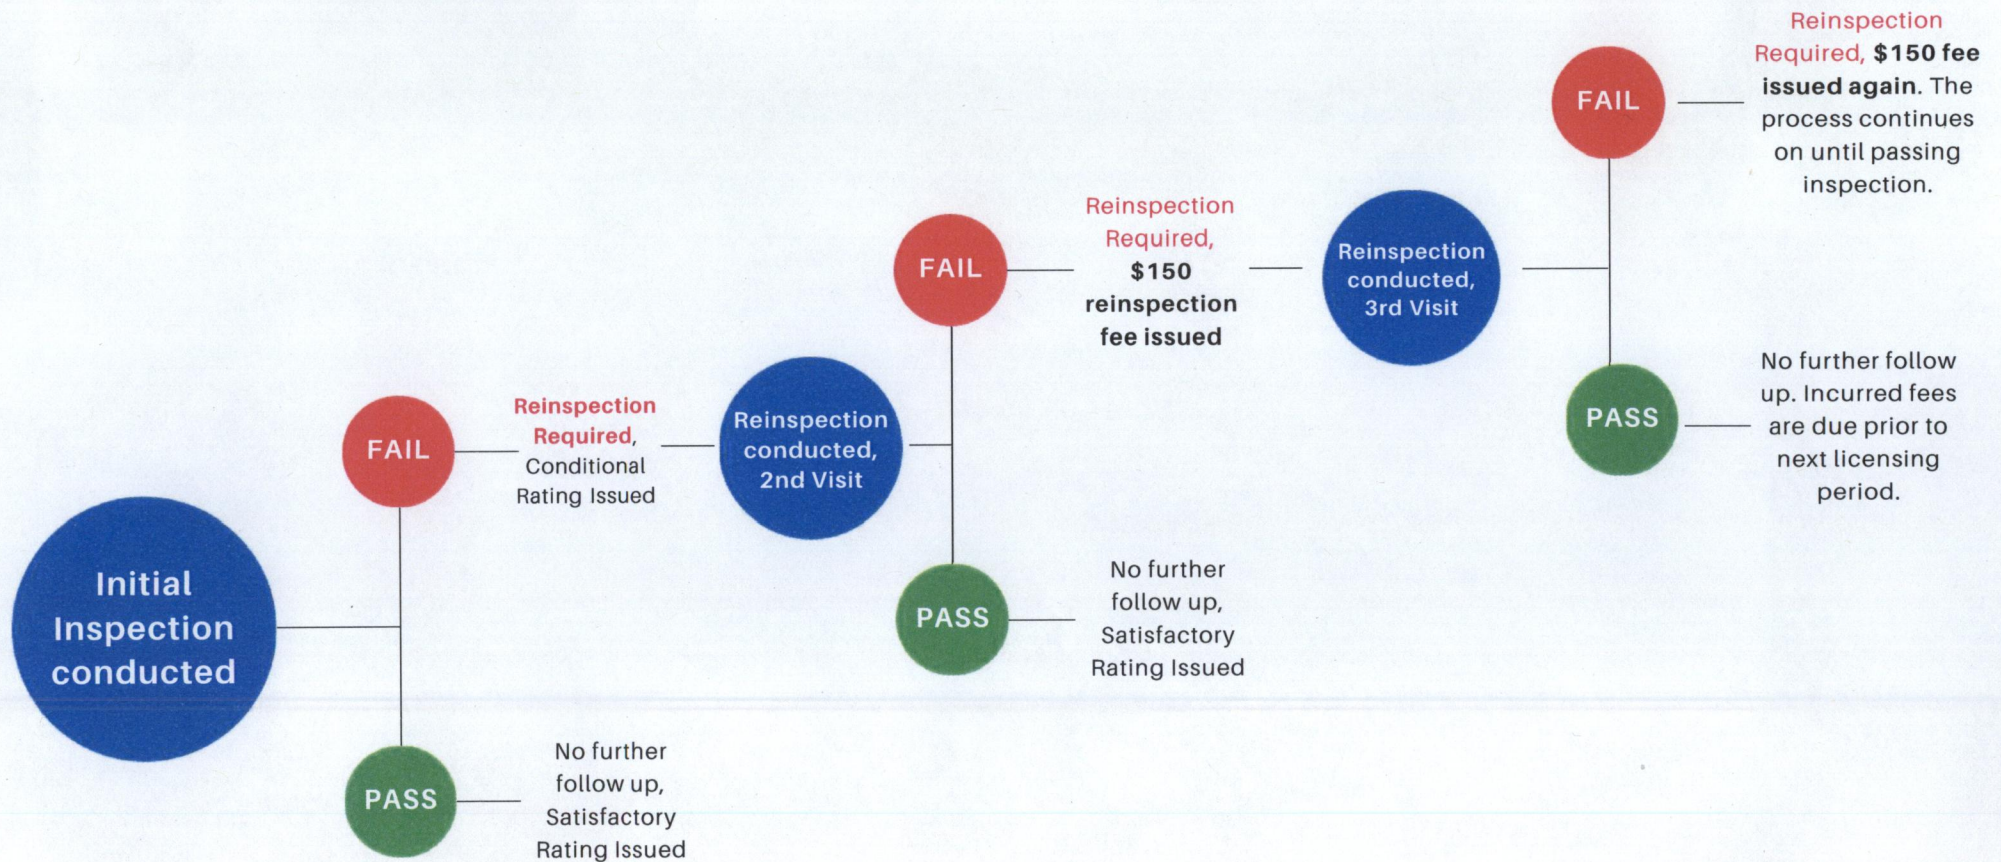 Initial
Inspection
conducted
FAIL
Reinspection
Required,
Conditional
Rating Issued
PASS
No further
follow up,
Satisfactory
Rating Issued
Reinspection
conducted,
2nd Visit
FAIL
Reinspection
Required,
$150
reinspection
fee issued
PASS
No further
follow up,
Satisfactory
Rating Issued
Reinspection
conducted,
3rd Visit
FAIL
Reinspection
Required, $150 fee
issued again. The
process continues
on until passing
inspection.
PASS
No further follow
up. Incurred fees
are due prior to
next licensing
period.